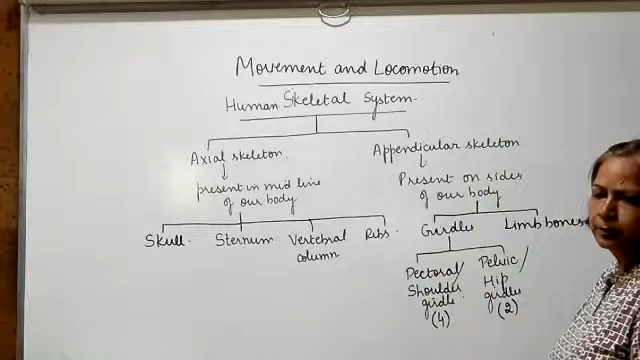 Movement and Locomotion
Human Skeletal System.
Axial skeleton.
Appendicular skeleton
present in mid line
of our body
Present on sides
of our body
Skull.
Sternum
Vertebral
column
Ribs.
Girdles
Limb bones
Pectoral/
Shoulder
girdle.
(4)
Pelvic/
Hip
girdles
(2)